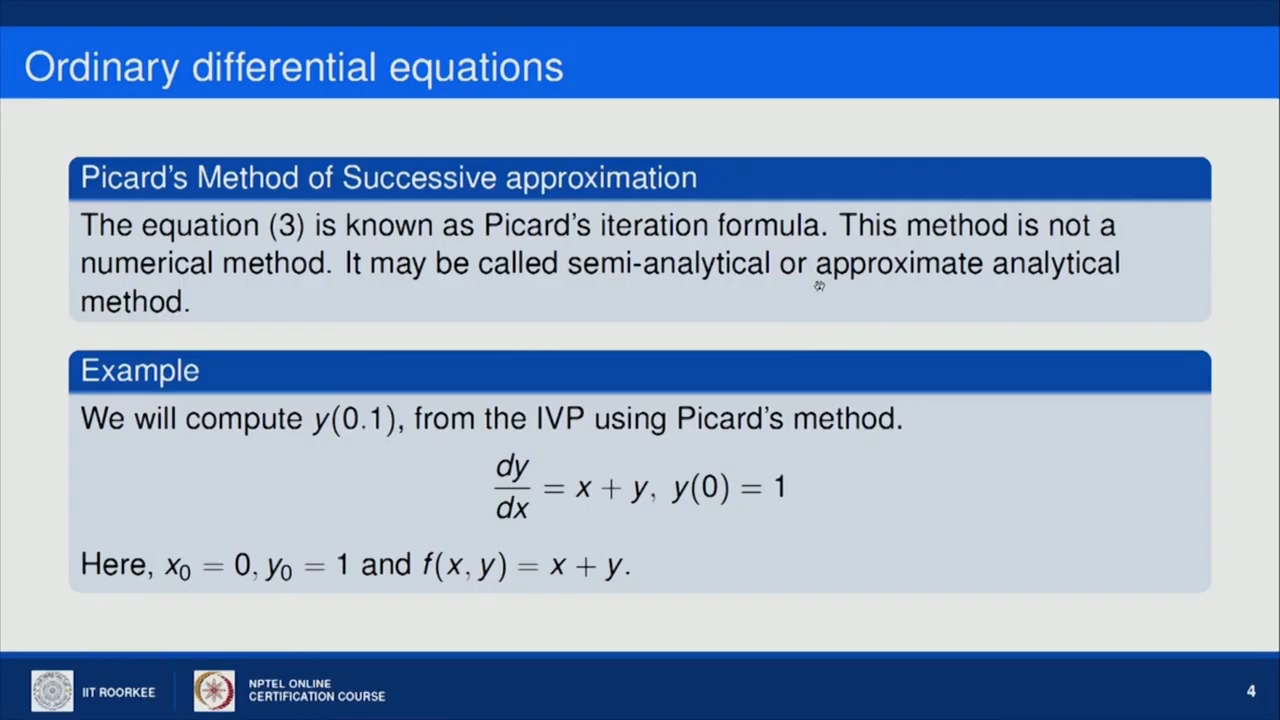 Ordinary differential equations
Picard's Method of Successive approximation
The equation (3) is known as Picard's iteration formula. This method is not a
numerical method. It may be called semi-analytical or approximate analytical
method.
Example
We will compute y(0.1), from the IVP using Picard's method.
dy/dx = x + y, y(0) = 1
Here, x₀ = 0, y₀ = 1 and f(x, y) = x + y.
IIT ROORKEE
NPTEL ONLINE
CERTIFICATION COURSE
4